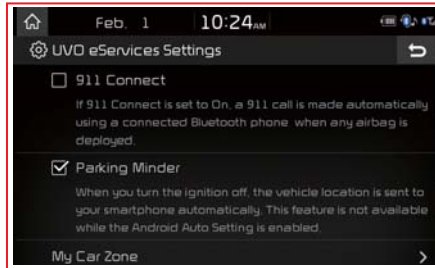 Feb. 1 10:24AM
UVO eServices Settings
911 Connect
If 911 Connect is set to On, a 911 call is made automatically
using a connected Bluetooth phone when any airbag is
deployed.
Parking Minder
When you turn the ignition off, the vehicle location is sent to
your smartphone automatically. This feature is not available
while the Android Auto Setting is enabled.
My Car Zone